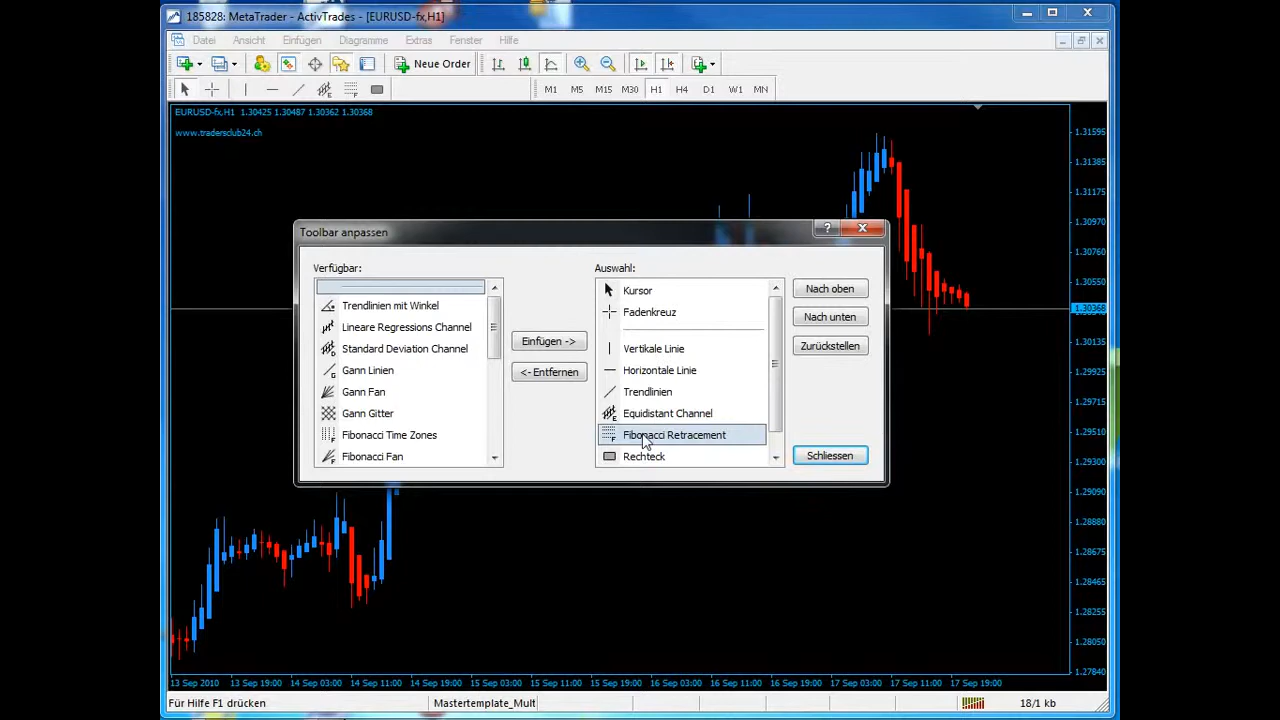 185828: MetaTrader - ActivTrades - [EURUSD-fx,H1]
Datei Ansicht Einfügen Diagramme Extras Fenster Hilfe
Neue Order
M1 M5 M15 M30 H1 H4 D1 W1 MN
EURUSD-fx,H1 1.30425 1.30487 1.30362 1.30368
www.tradersclub24.ch
Toolbar anpassen
?
Verfügbar:
Trendlinien mit Winkel
Lineare Regressions Channel
Standard Deviation Channel
Gann Linien
Gann Fan
Gann Gitter
Fibonacci Time Zones
Fibonacci Fan
Einfügen ->
<- Entfernen
Auswahl:
Kursor
Fadenkreuz
Vertikale Linie
Horizontale Linie
Trendlinien
Equidistant Channel
Fibonacci Retracement
Rechteck
Nach oben
Nach unten
Zurückstellen
Schliessen
1.31595
1.31385
1.31175
1.30970
1.30760
1.30550
1.30368
1.30135
1.29925
1.29715
1.29510
1.29300
1.29090
1.28880
1.28675
1.28465
1.28255
1.28050
1.27840
13 Sep 2010 13 Sep 19:00 14 Sep 03:00 14 Sep 11:00 14 Sep 19:00 15 Sep 03:00 15 Sep 11:00 15 Sep 19:00 16 Sep 03:00 16 Sep 11:00 16 Sep 19:00 17 Sep 03:00 17 Sep 11:00 17 Sep 19:00
Für Hilfe F1 drücken
Mastertemplate_Mult
18/1 kb